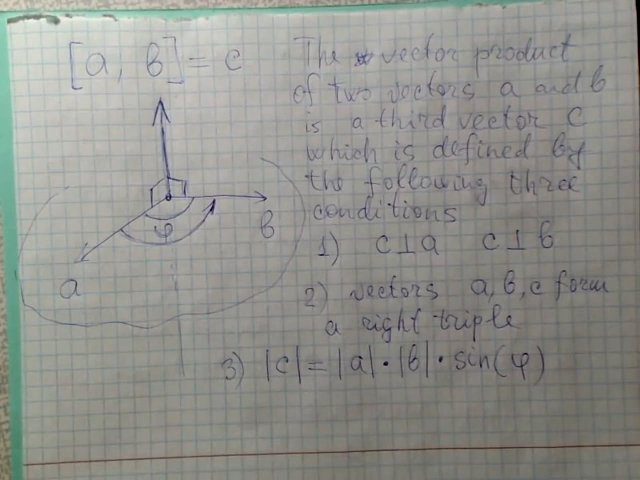 [a, b] = c
The vector product
of two vectors a and b
is a third vector c
which is defined by
the following three
conditions
1) c⊥a c⊥b
2) vectors a, b, c form
a right triple
3) |c| = |a| · |b| · sin(φ)
φ
b
a